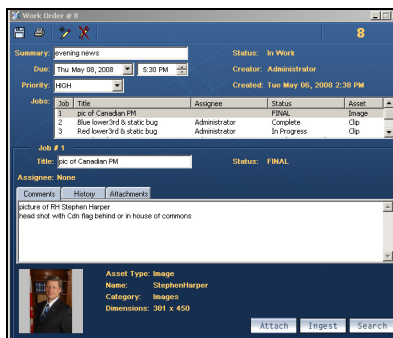 Work Order # 8
8
Summary: evening news
Status: In Work
Due: Thu May 08, 2008 5:30 PM
Creator: Administrator
Priority: HIGH
Created: Tue May 06, 2008 2:38 PM
Jobs:
Job Title Assignee Status Asset
1 pic of Canadian PM FINAL Image
2 Blue lower3rd & static bug Administrator Complete Clip
3 Red lower3rd & static bug Administrator In Progress Clip
Job # 1
Title: pic of Canadian PM
Status: FINAL
Assignee: None
Comments History Attachments
picture of RH Stephen Harper
head shot with Cdn flag behind or in house of commons
Asset Type: Image
Name: StephenHarper
Category: Images
Dimensions: 301 x 450
Attach Ingest Search